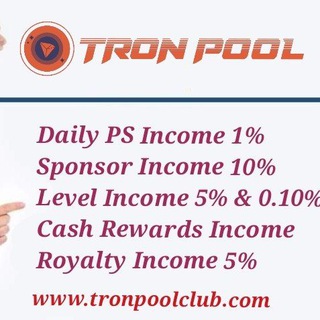 TRON POOL
Daily PS Income 1%
Sponsor Income 10%
Level Income 5% & 0.10%
Cash Rewards Income
Royalty Income 5%
www.tronpoolclub.com